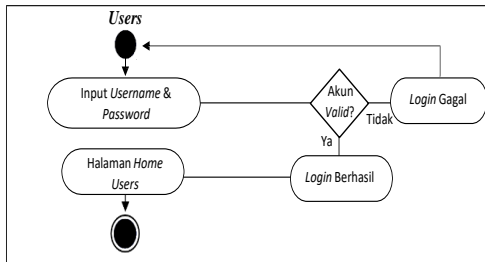 Users
Input Username &
Password
Akun
Valid?
Tidak
Login Gagal
Ya
Halaman Home
Users
Login Berhasil